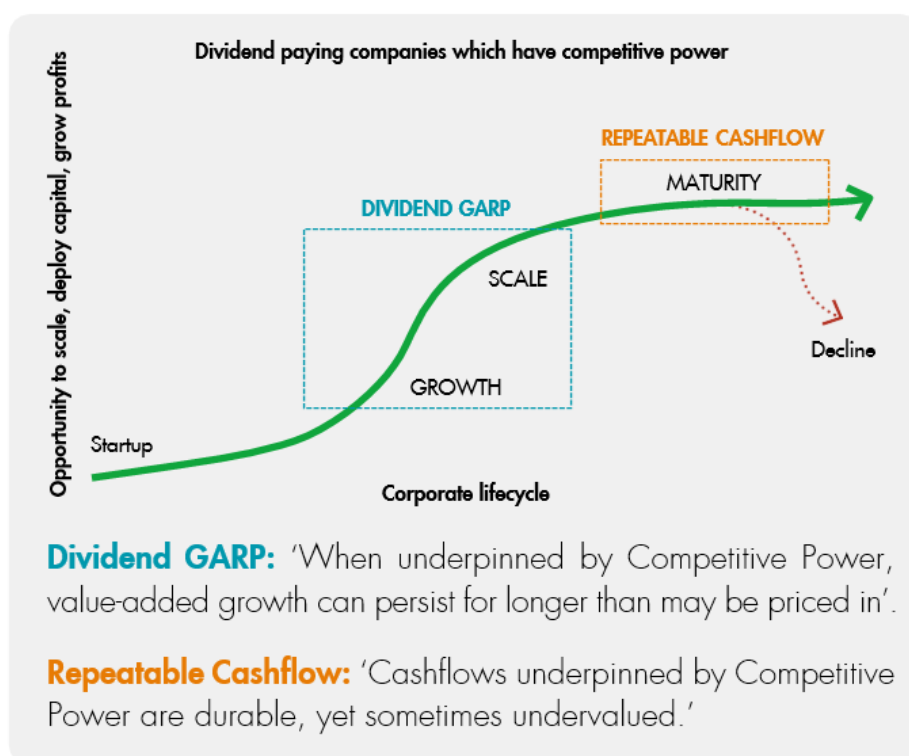 Dividend paying companies which have competitive power
Opportunity to scale, deploy capital, grow profits
REPEATABLE CASHFLOW
MATURITY
DIVIDEND GARP
SCALE
Decline
GROWTH
Startup
Corporate lifecycle
Dividend GARP: ‘When underpinned by Competitive Power,
value-added growth can persist for longer than may be priced in’.
Repeatable Cashflow: ‘Cashflows underpinned by Competitive
Power are durable, yet sometimes undervalued.’